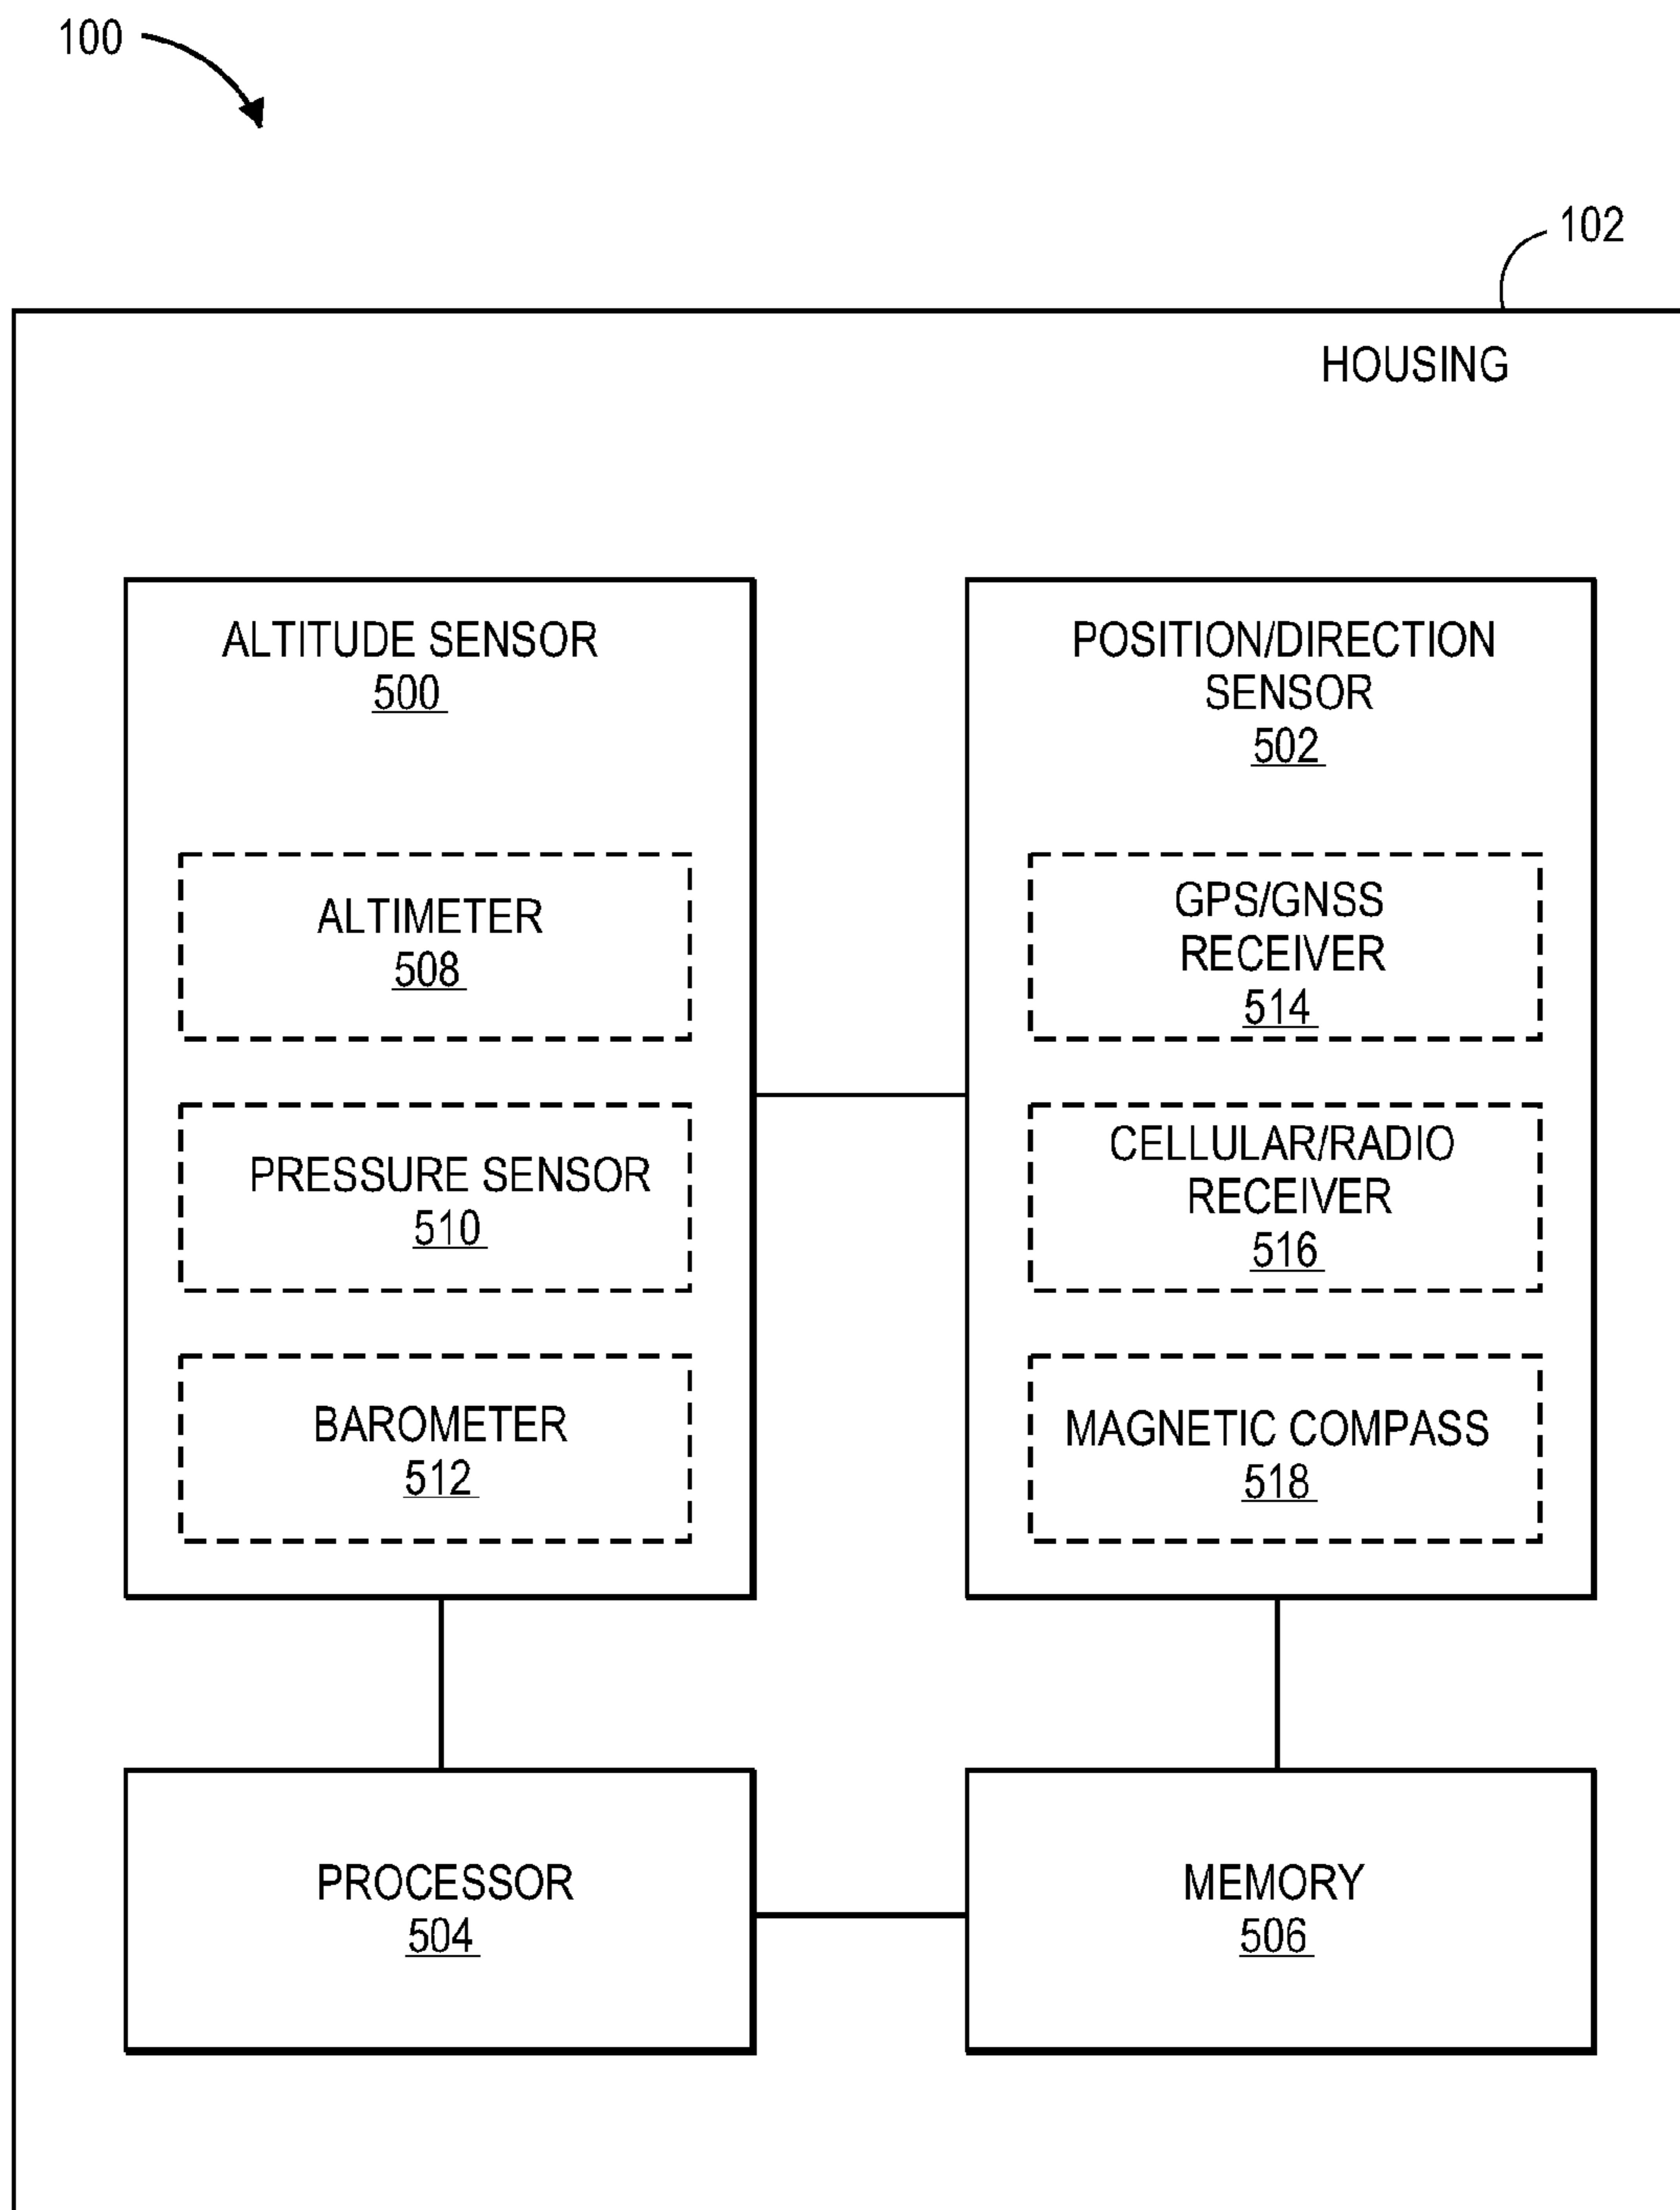 100
102
HOUSING
ALTITUDE SENSOR
500
ALTIMETER
508
PRESSURE SENSOR
510
BAROMETER
512
POSITION/DIRECTION
SENSOR
502
GPS/GNSS
RECEIVER
514
CELLULAR/RADIO
RECEIVER
516
MAGNETIC COMPASS
518
PROCESSOR
504
MEMORY
506